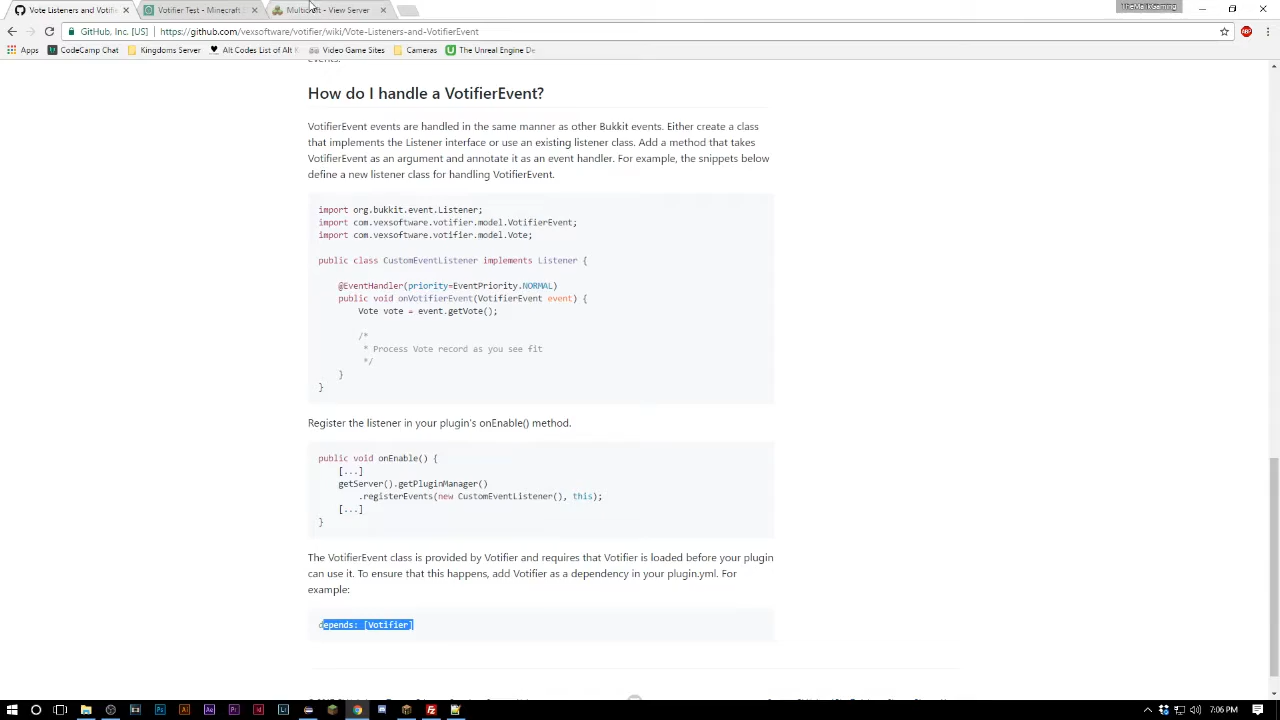 Vote Listeners and Votifie
Votifier Test - Minecraft
Multicraft - View Server
TheMattGaming
GitHub, Inc. [US]
https://github.com/vexsoftware/votifier/wiki/Vote-Listeners-and-VotifierEvent
Apps
CodeCamp Chat
Kingdoms Server
Alt Codes List of Alt K
Video Game Sites
Cameras
The Unreal Engine De
events.
How do I handle a VotifierEvent?
VotifierEvent events are handled in the same manner as other Bukkit events. Either create a class
that implements the Listener interface or use an existing listener class. Add a method that takes
VotifierEvent as an argument and annotate it as an event handler. For example, the snippets below
define a new listener class for handling VotifierEvent.
import org.bukkit.event.Listener;
import com.vexsoftware.votifier.model.VotifierEvent;
import com.vexsoftware.votifier.model.Vote;
public class CustomEventListener implements Listener {
@EventHandler(priority=EventPriority.NORMAL)
public void onVotifierEvent(VotifierEvent event) {
Vote vote = event.getVote();
/*
* Process Vote record as you see fit
*/
}
}
Register the listener in your plugin's onEnable() method.
public void onEnable() {
[...]
getServer().getPluginManager()
.registerEvents(new CustomEventListener(), this);
[...]
}
The VotifierEvent class is provided by Votifier and requires that Votifier is loaded before your plugin
can use it. To ensure that this happens, add Votifier as a dependency in your plugin.yml. For
example:
depends: [Votifier]
7:06 PM